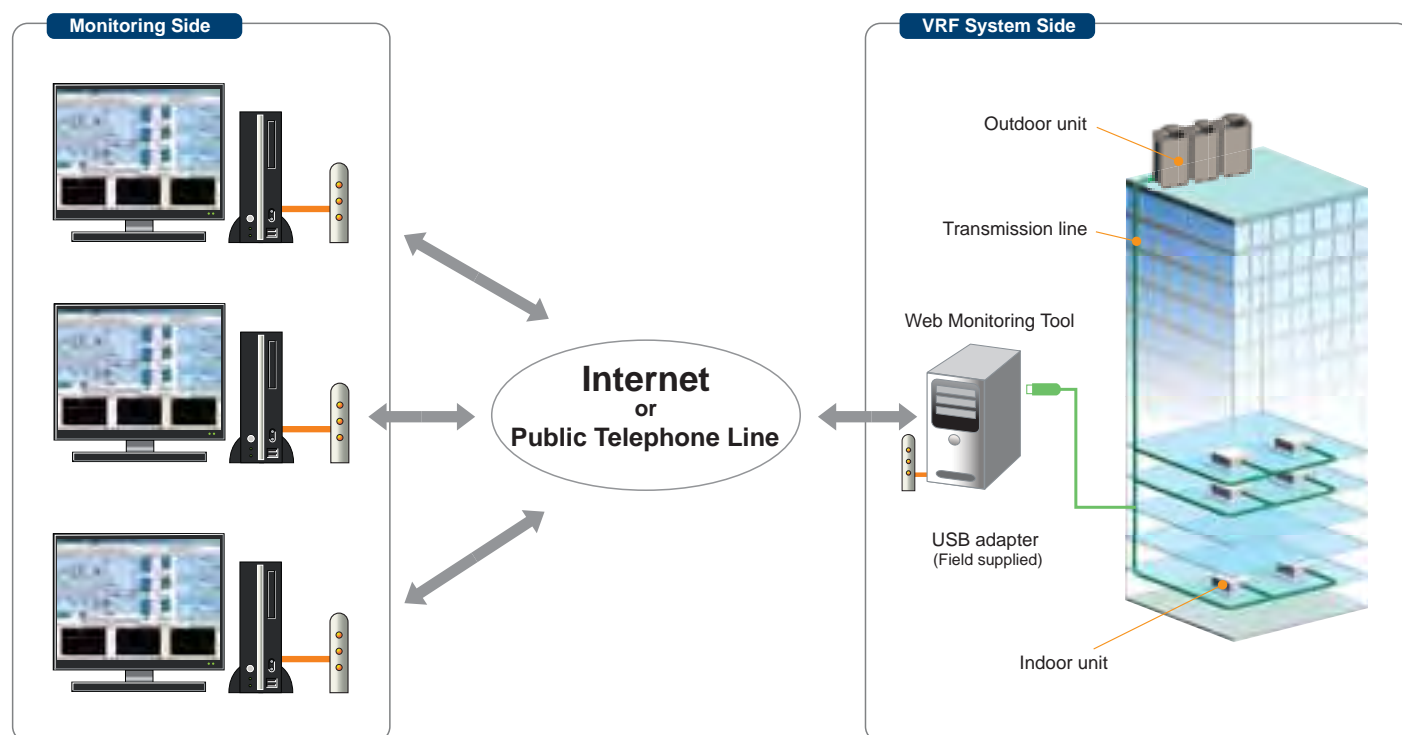 Monitoring Side
VRF System Side
Outdoor unit
Transmission line
Web Monitoring Tool
Internet
or
Public Telephone Line
USB adapter
(Field supplied)
Indoor unit